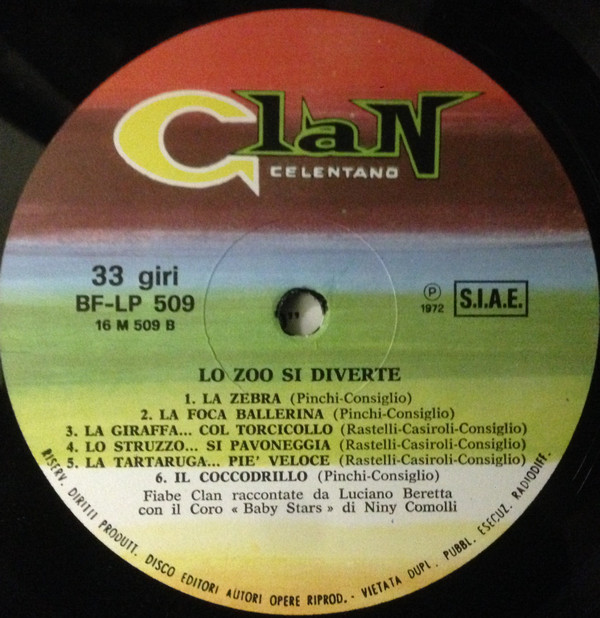 Clan
CELENTANO
33 giri
BF-LP 509
16 M 509 B
℗
1972
S.I.A.E.
LO ZOO SI DIVERTE
1. LA ZEBRA (Pinchi-Consiglio)
2. LA FOCA BALLERINA (Pinchi-Consiglio)
3. LA GIRAFFA... COL TORCICOLLO (Rastelli-Casiroli-Consiglio)
4. LO STRUZZO... SI PAVONEGGIA (Rastelli-Casiroli-Consiglio)
5. LA TARTARUGA... PIE' VELOCE (Rastelli-Casiroli-Consiglio)
6. IL COCCODRILLO (Pinchi-Consiglio)
Fiabe Clan raccontate da Luciano Beretta
con il Coro « Baby Stars » di Niny Comolli
RISERV. DIRITTI PRODUTT. DISCO EDITORI AUTORI OPERE RIPROD. - VIETATA DUPL. PUBBL. ESECUZ. RADIODIFF.